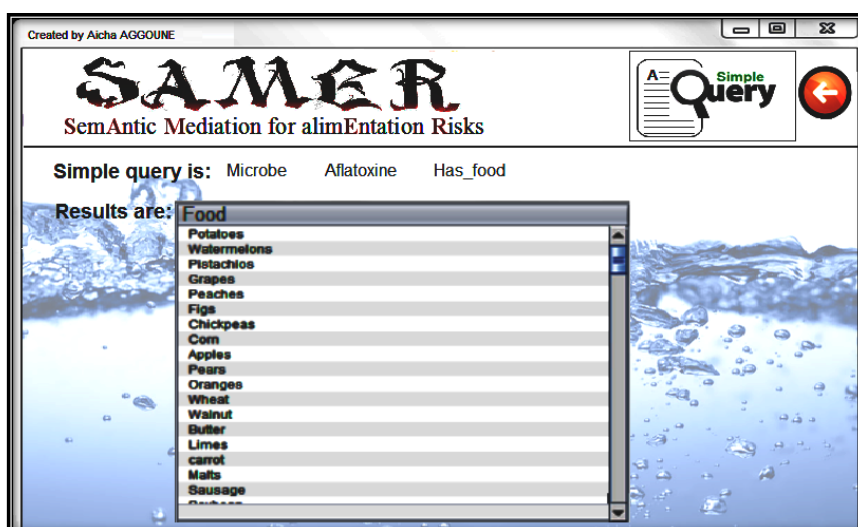 Created by Aicha AGGOUNE
SAMER
SemAntic Mediation for alimEntation Risks
A=
Simple
Query
Simple query is: Microbe Aflatoxine Has_food
Results are:
Food
Potatoes
Watermelons
Pistachios
Grapes
Peaches
Figs
Chickpeas
Corn
Apples
Pears
Oranges
Wheat
Walnut
Butter
Limes
carrot
Malts
Sausage